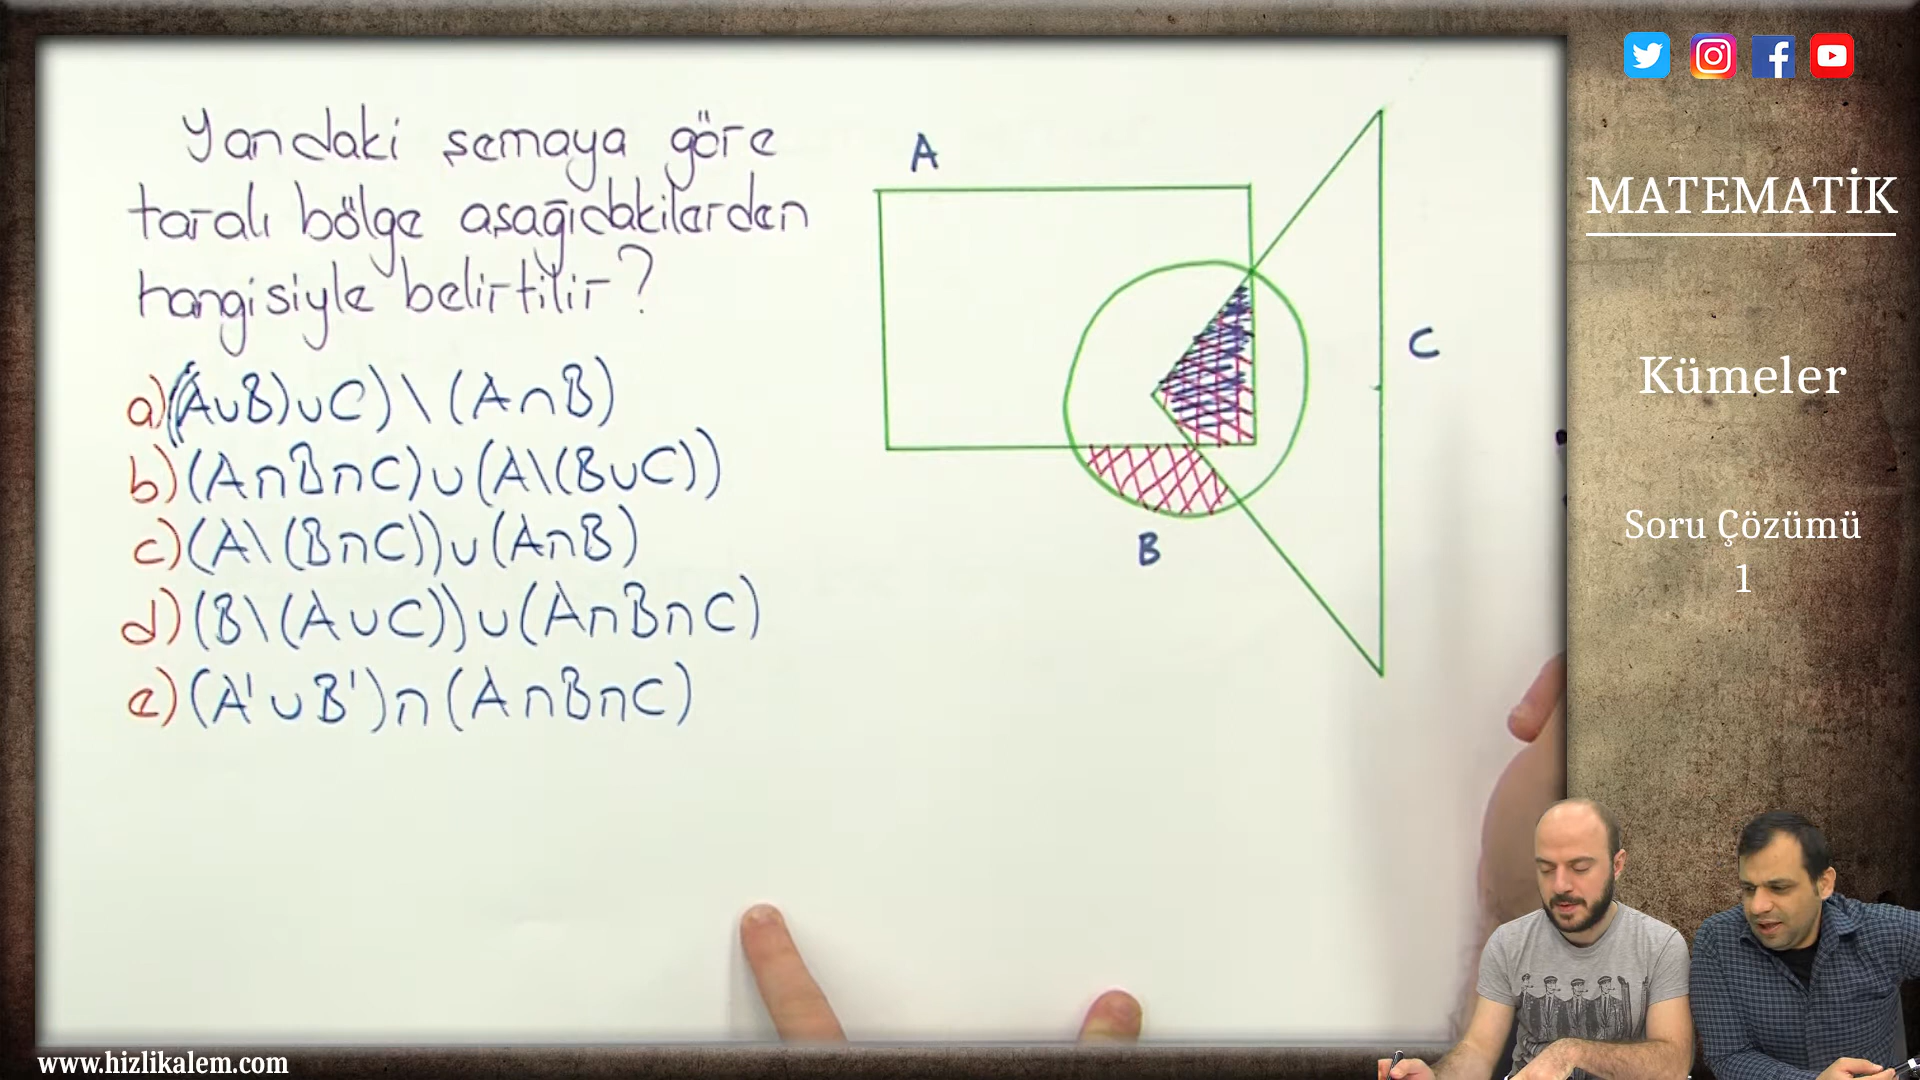 Yandaki şemaya göre
taralı bölge aşağıdakilerden
hangisiyle belirtilir?
a) ((A∪B)∪C) \ (A∩B)
b) (A∩B∩C)∪(A\(B∪C))
c) (A\(B∩C))∪(A∩B)
d) (B\(A∪C))∪(A∩B∩C)
e) (A'∪B')∩(A∩B∩C)
A
C
B
MATEMATİK
Kümeler
Soru Çözümü
1
www.hizlikalem.com